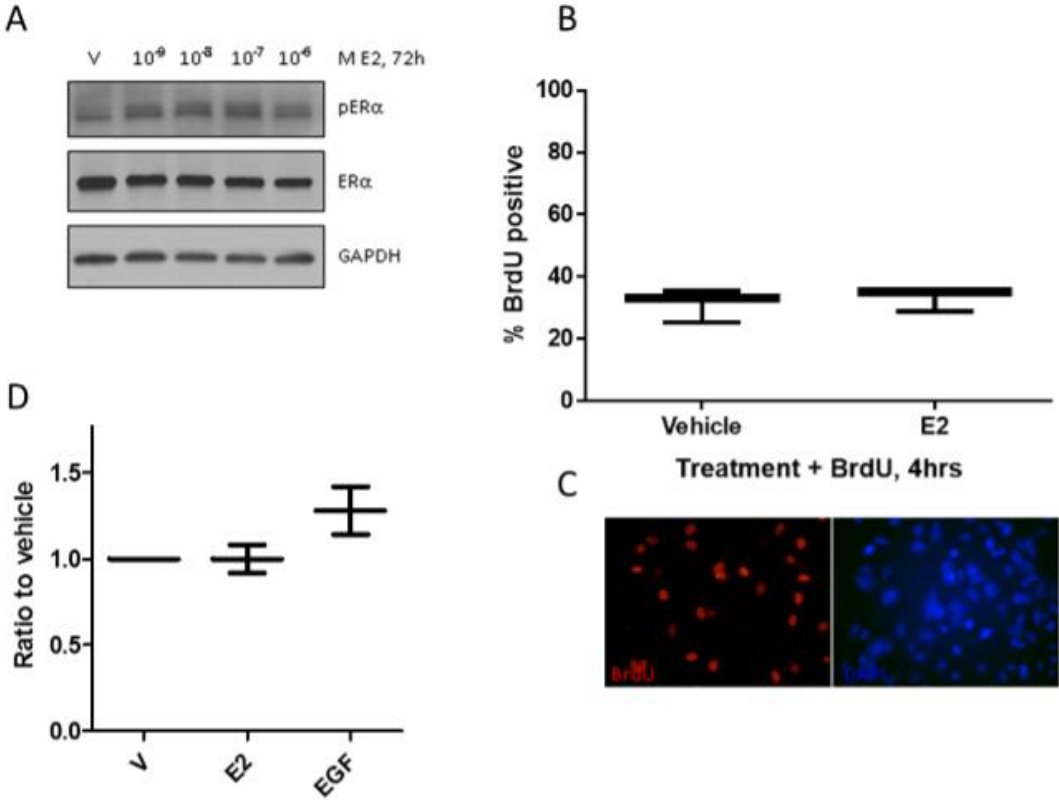 A
V 10⁻⁹ 10⁻⁸ 10⁻⁷ 10⁻⁶ M E2, 72h
pERα
ERα
GAPDH
B
% BrdU positive
100
80
60
40
20
0
Vehicle E2
Treatment + BrdU, 4hrs
C
BrdU
D
Ratio to vehicle
1.5
1.0
0.5
0.0
V E2 EGF